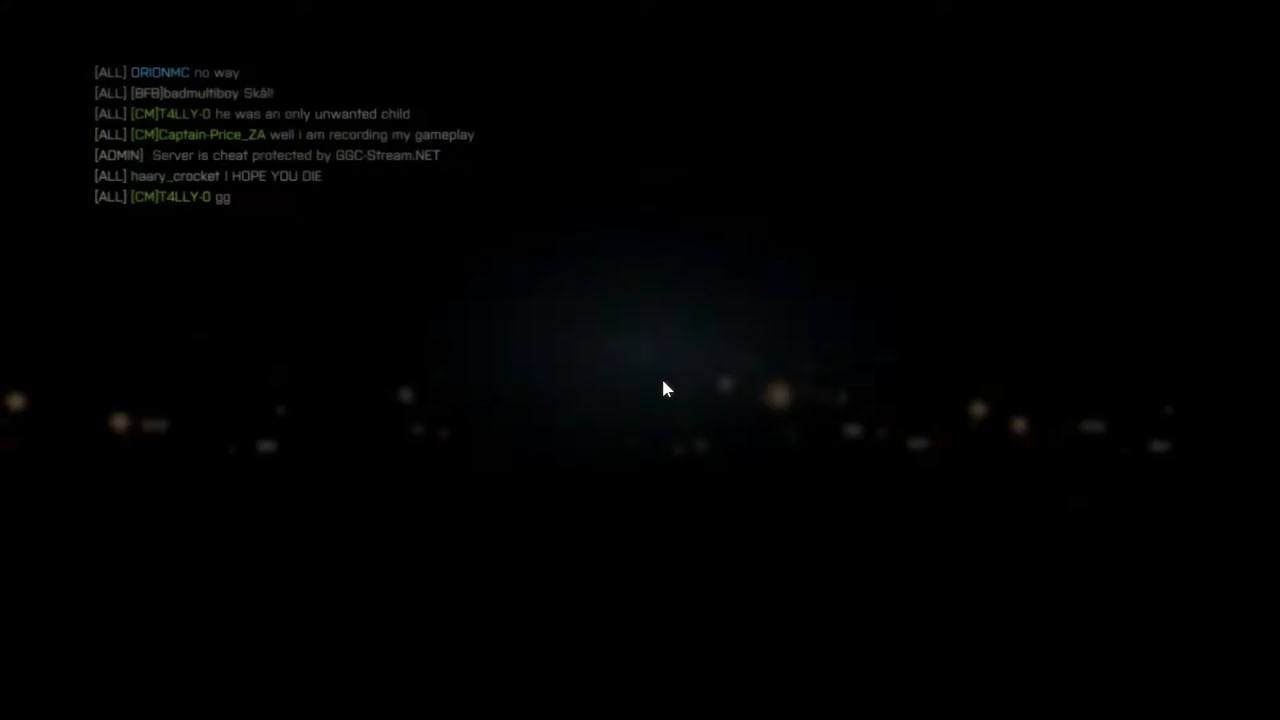 [ALL] ORIONMC no way
[ALL] [BFB]badmultiboy Skål!
[ALL] [CM]T4LLY-0 he was an only unwanted child
[ALL] [CM]Captain-Price_ZA well i am recording my gameplay
[ADMIN] Server is cheat protected by GGC-Stream.NET
[ALL] haary_crocket I HOPE YOU DIE
[ALL] [CM]T4LLY-0 gg